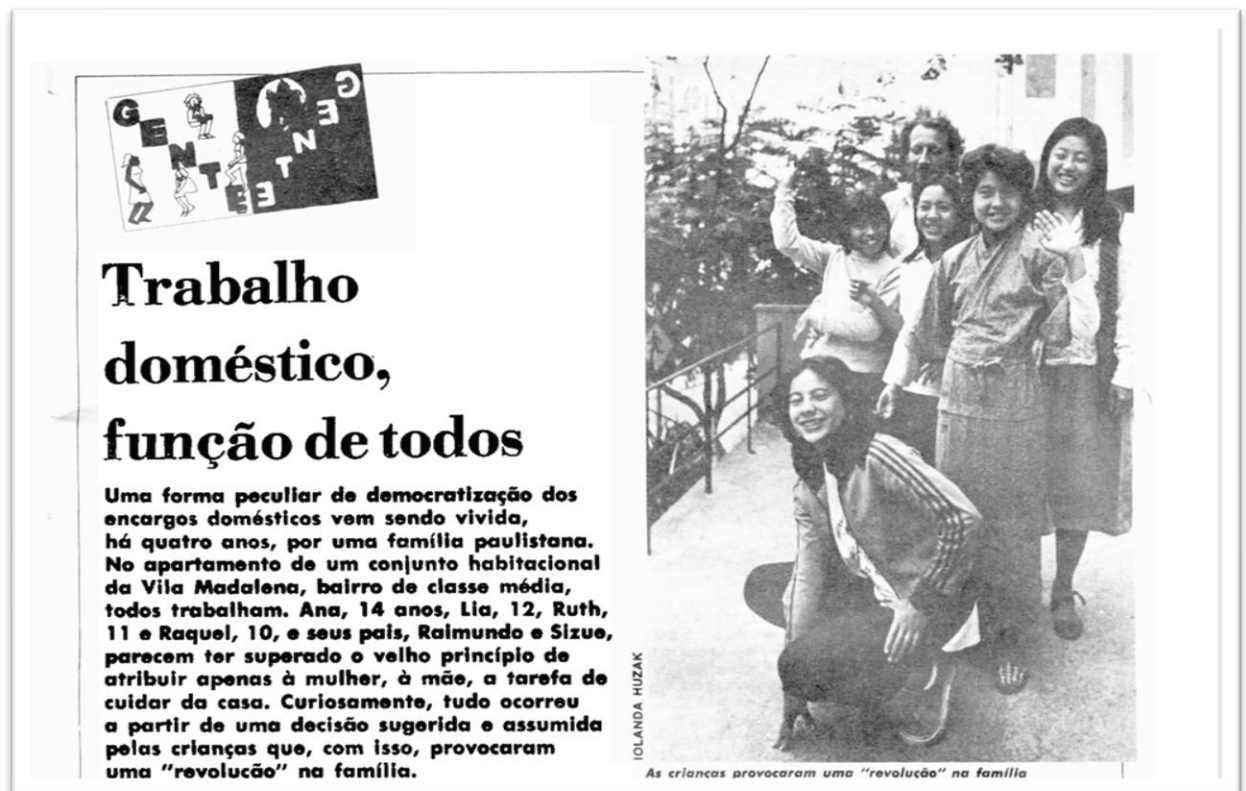 GENTE
GENTE
Trabalho
doméstico,
função de todos
Uma forma peculiar de democratização dos
encargos domésticos vem sendo vivida,
há quatro anos, por uma família paulistana.
No apartamento de um conjunto habitacional
da Vila Madalena, bairro de classe média,
todos trabalham. Ana, 14 anos, Lia, 12, Ruth,
11 e Raquel, 10, e seus pais, Raimundo e Sizue,
parecem ter superado o velho princípio de
atribuir apenas à mulher, à mãe, a tarefa de
cuidar da casa. Curiosamente, tudo ocorreu
a partir de uma decisão sugerida e assumida
pelas crianças que, com isso, provocaram
uma "revolução" na família.
IOLANDA HUZAK
As crianças provocaram uma "revolução" na família